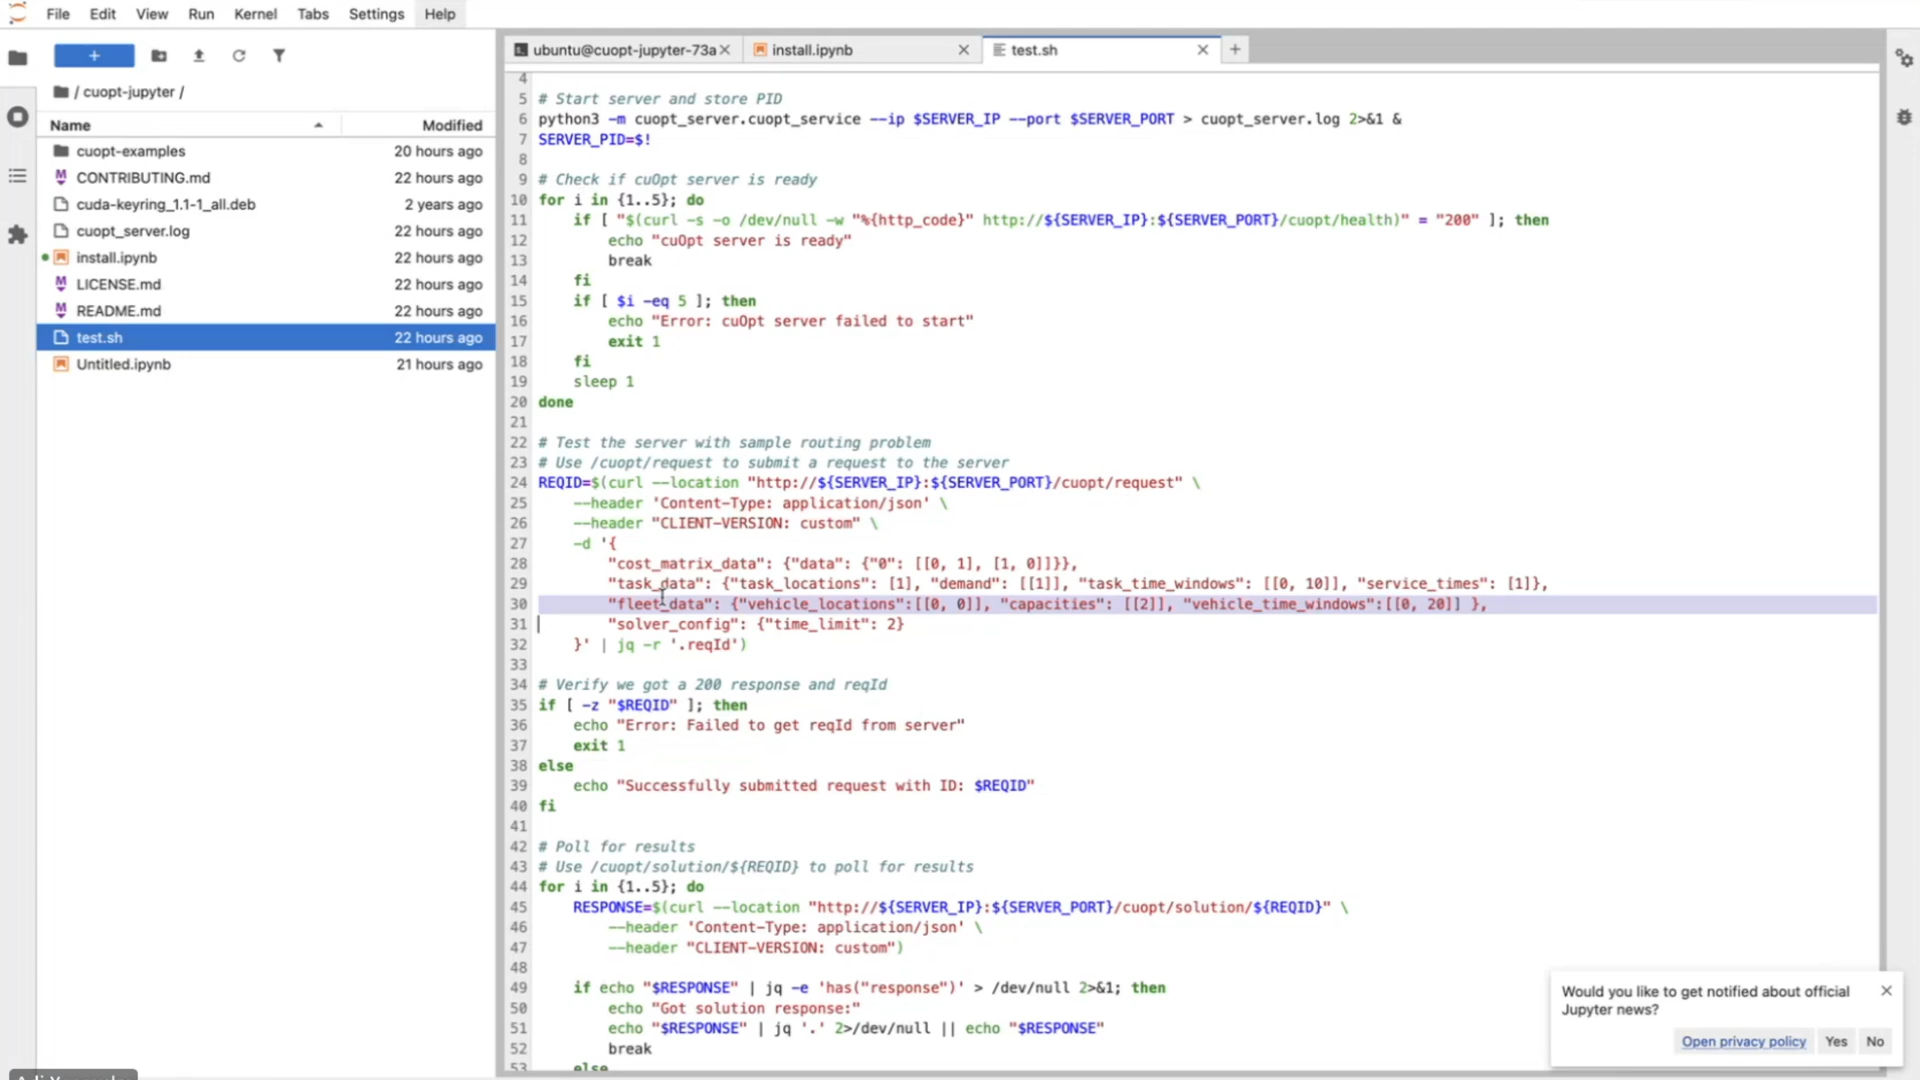 File Edit View Run Kernel Tabs Settings Help
+
/ cuopt-jupyter /
Name Modified
cuopt-examples 20 hours ago
CONTRIBUTING.md 22 hours ago
cuda-keyring_1.1-1_all.deb 2 years ago
cuopt_server.log 22 hours ago
install.ipynb 22 hours ago
LICENSE.md 22 hours ago
README.md 22 hours ago
test.sh 22 hours ago
Untitled.ipynb 21 hours ago
ubuntu@cuopt-jupyter-73a × install.ipynb × test.sh × +
4
5 # Start server and store PID
6 python3 -m cuopt_server.cuopt_service --ip $SERVER_IP --port $SERVER_PORT > cuopt_server.log 2>&1 &
7 SERVER_PID=$!
8
9 # Check if cuOpt server is ready
10 for i in {1..5}; do
11     if [ "$(curl -s -o /dev/null -w "%{http_code}" http://${SERVER_IP}:${SERVER_PORT}/cuopt/health)" = "200" ]; then
12         echo "cuOpt server is ready"
13         break
14     fi
15     if [ $i -eq 5 ]; then
16         echo "Error: cuOpt server failed to start"
17         exit 1
18     fi
19     sleep 1
20 done
21
22 # Test the server with sample routing problem
23 # Use /cuopt/request to submit a request to the server
24 REQID=$(curl --location "http://${SERVER_IP}:${SERVER_PORT}/cuopt/request" \
25     --header 'Content-Type: application/json' \
26     --header "CLIENT-VERSION: custom" \
27     -d '{
28         "cost_matrix_data": {"data": {"0": [[0, 1], [1, 0]]}},
29         "task_data": {"task_locations": [1], "demand": [[1]], "task_time_windows": [[0, 10]], "service_times": [1]},
30         "fleet_data": {"vehicle_locations":[[0, 0]], "capacities": [[2]], "vehicle_time_windows":[[0, 20]] },
31         "solver_config": {"time_limit": 2}
32     }' | jq -r '.reqId')
33
34 # Verify we got a 200 response and reqId
35 if [ -z "$REQID" ]; then
36     echo "Error: Failed to get reqId from server"
37     exit 1
38 else
39     echo "Successfully submitted request with ID: $REQID"
40 fi
41
42 # Poll for results
43 # Use /cuopt/solution/${REQID} to poll for results
44 for i in {1..5}; do
45     RESPONSE=$(curl --location "http://${SERVER_IP}:${SERVER_PORT}/cuopt/solution/${REQID}" \
46         --header 'Content-Type: application/json' \
47         --header "CLIENT-VERSION: custom")
48
49     if echo "$RESPONSE" | jq -e 'has("response")' > /dev/null 2>&1; then
50         echo "Got solution response:"
51         echo "$RESPONSE" | jq '.' 2>/dev/null || echo "$RESPONSE"
52         break
53     else
Would you like to get notified about official
Jupyter news?
Open privacy policy Yes No